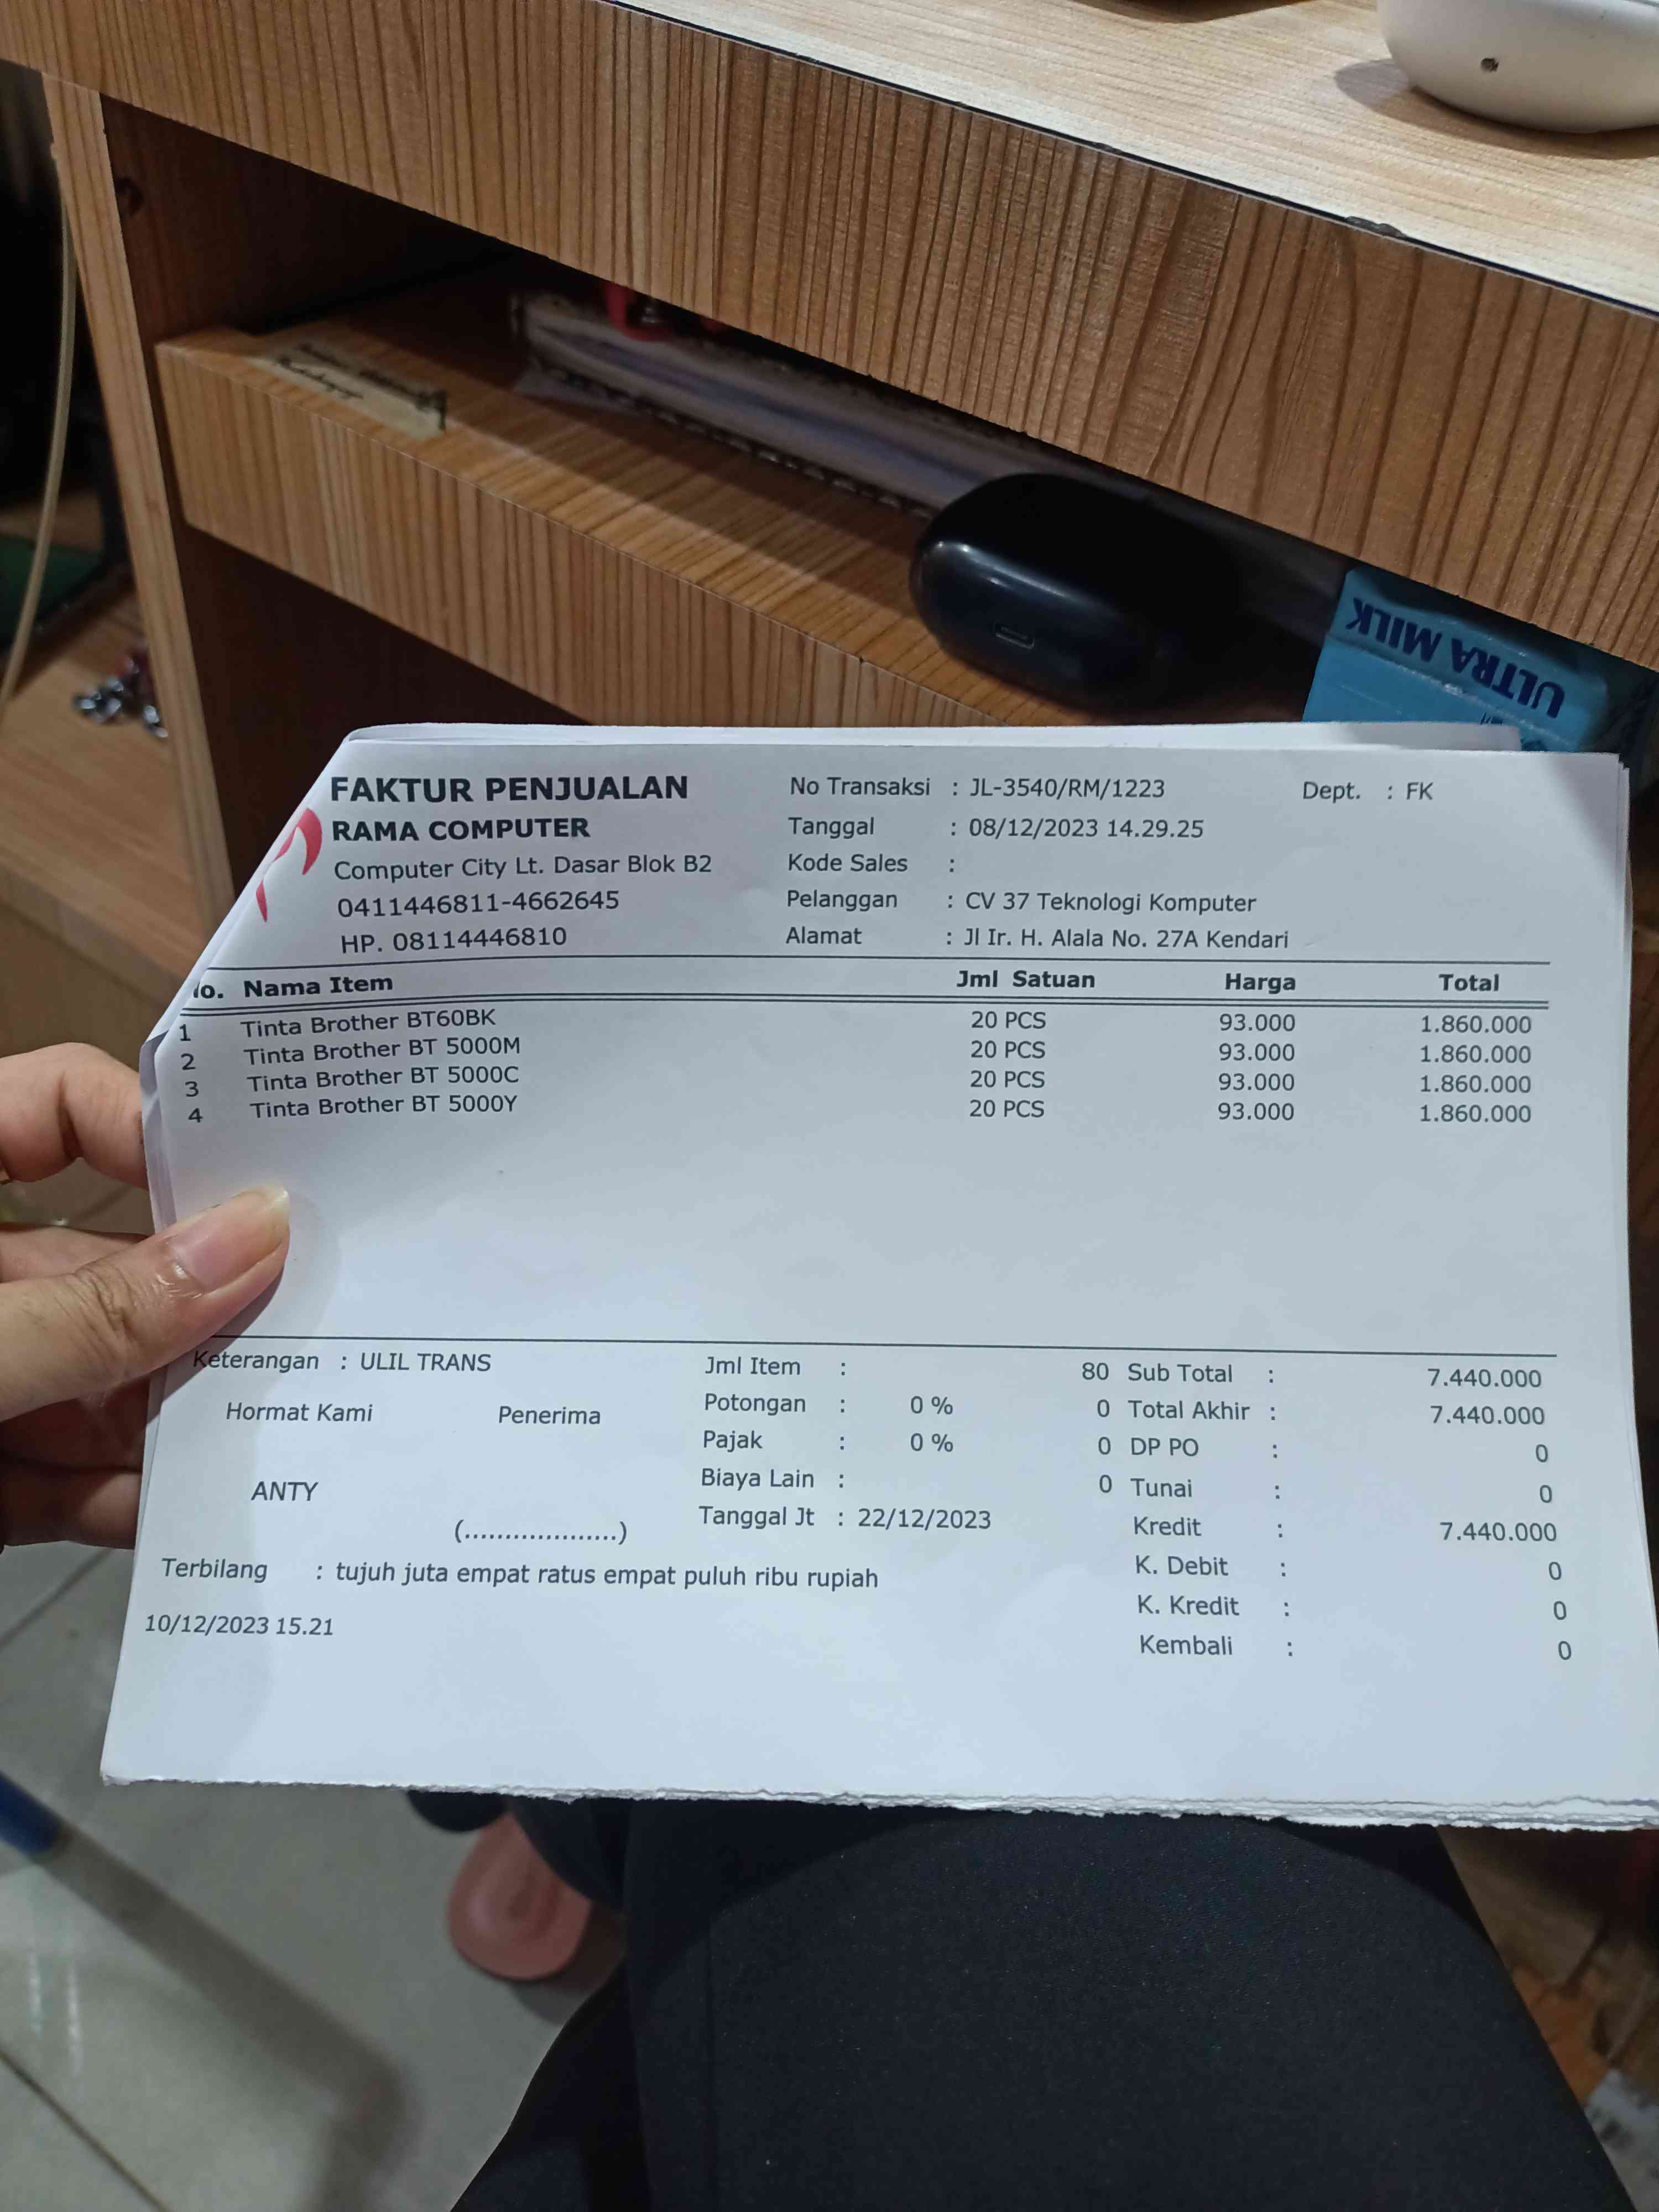 ULTRA MILK
FAKTUR PENJUALAN
RAMA COMPUTER
Computer City Lt. Dasar Blok B2
0411446811-4662645
HP. 08114446810
No Transaksi : JL-3540/RM/1223
Dept. : FK
Tanggal : 08/12/2023 14.29.25
Kode Sales :
Pelanggan : CV 37 Teknologi Komputer
Alamat : Jl Ir. H. Alala No. 27A Kendari
o. Nama Item Jml Satuan Harga Total
1 Tinta Brother BT60BK 20 PCS 93.000 1.860.000
2 Tinta Brother BT 5000M 20 PCS 93.000 1.860.000
3 Tinta Brother BT 5000C 20 PCS 93.000 1.860.000
4 Tinta Brother BT 5000Y 20 PCS 93.000 1.860.000
Keterangan : ULIL TRANS
Hormat Kami Penerima
ANTY
(...................)
Jml Item : 80
Potongan : 0 % 0
Pajak : 0 % 0
Biaya Lain : 0
Tanggal Jt : 22/12/2023
Sub Total : 7.440.000
Total Akhir : 7.440.000
DP PO : 0
Tunai : 0
Kredit : 7.440.000
K. Debit : 0
K. Kredit : 0
Kembali : 0
Terbilang : tujuh juta empat ratus empat puluh ribu rupiah
10/12/2023 15.21